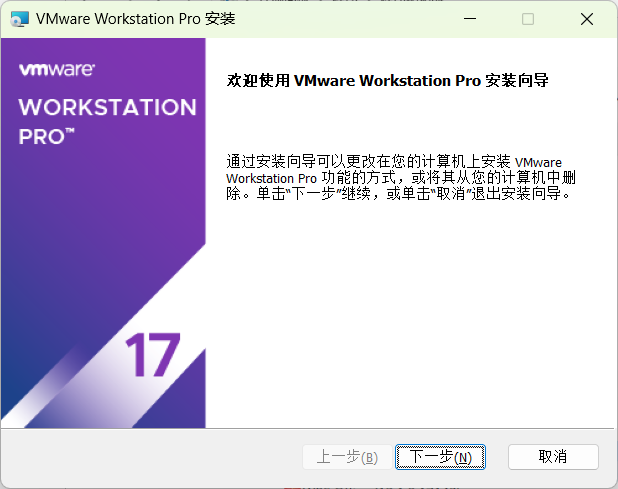 VMware Workstation Pro 安装
vmware®
WORKSTATION
PRO™
17
欢迎使用 VMware Workstation Pro 安装向导
通过安装向导可以更改在您的计算机上安装 VMware
Workstation Pro 功能的方式，或将其从您的计算机中删
除。单击“下一步”继续，或单击“取消”退出安装向导。
上一步(B)
下一步(N)
取消